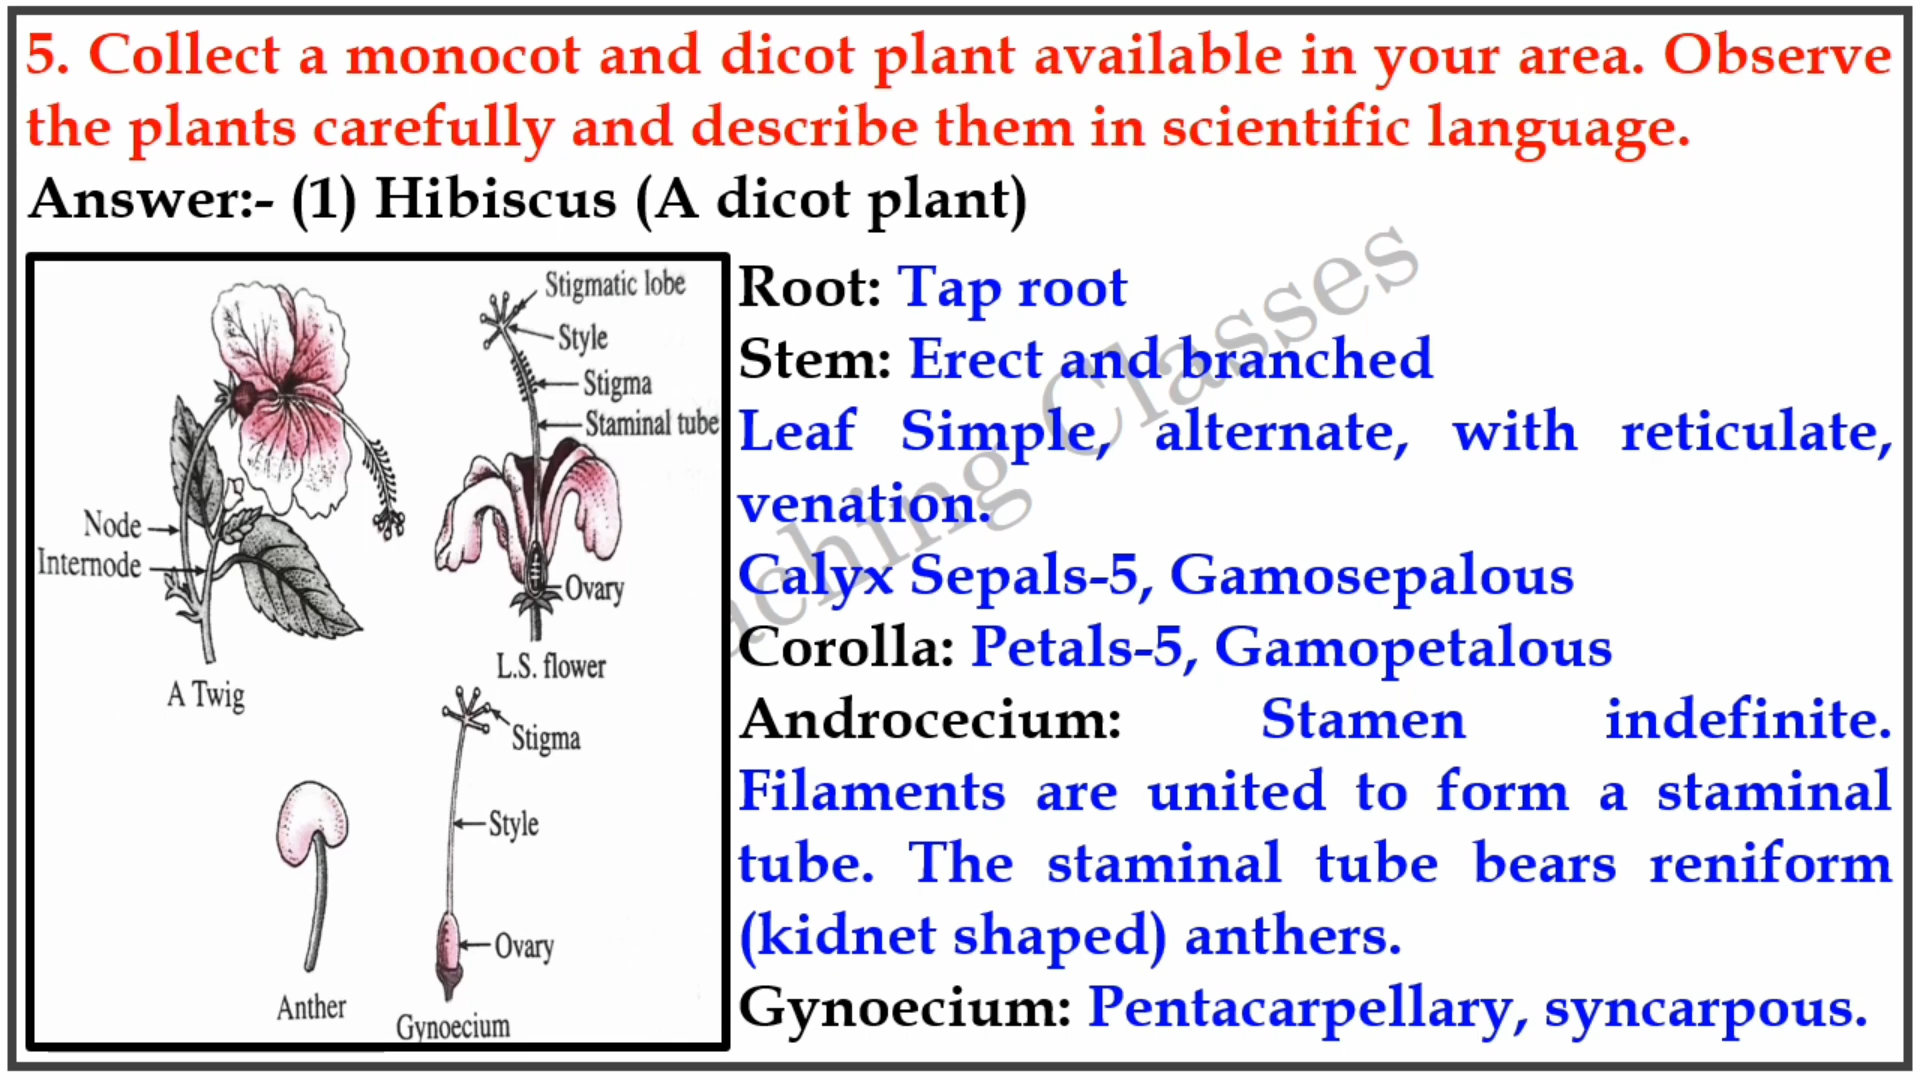 5. Collect a monocot and dicot plant available in your area. Observe
the plants carefully and describe them in scientific language.
Answer:- (1) Hibiscus (A dicot plant)
Stigmatic lobe
Style
Stigma
Staminal tube
Node
Internode
Ovary
L.S. flower
A Twig
Stigma
Style
Ovary
Anther
Gynoecium
Root: Tap root
Stem: Erect and branched
Leaf Simple, alternate, with reticulate,
venation.
Calyx Sepals-5, Gamosepalous
Corolla: Petals-5, Gamopetalous
Androcecium: Stamen indefinite.
Filaments are united to form a staminal
tube. The staminal tube bears reniform
(kidnet shaped) anthers.
Gynoecium: Pentacarpellary, syncarpous.
aching Classes